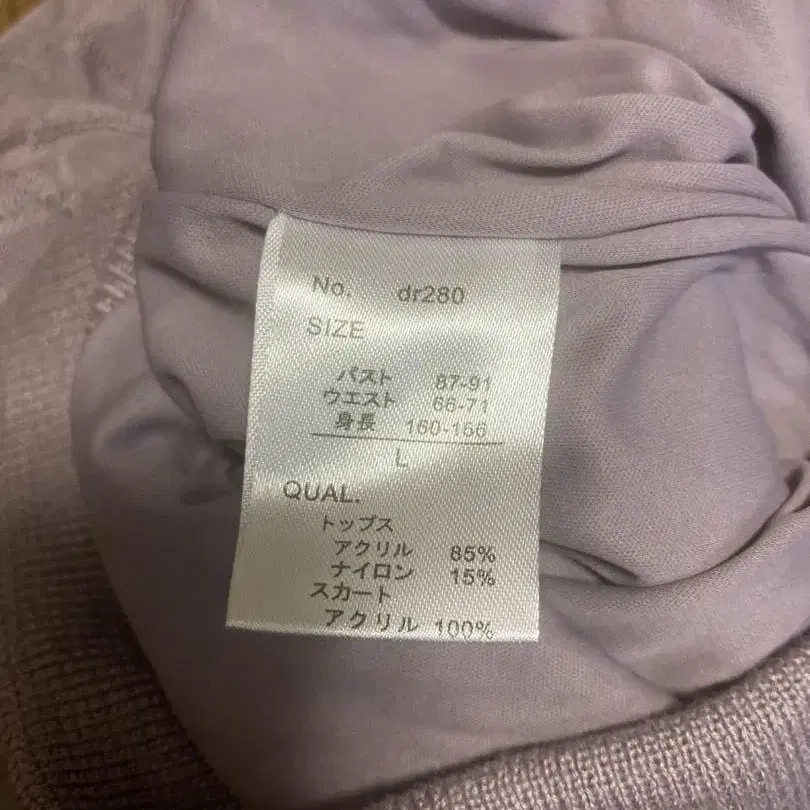 No. dr280
SIZE
バスト 87-91
ウエスト 66-71
身長 160-166
L
QUAL.
トップス
アクリル 85%
ナイロン 15%
スカート
アクリル 100%